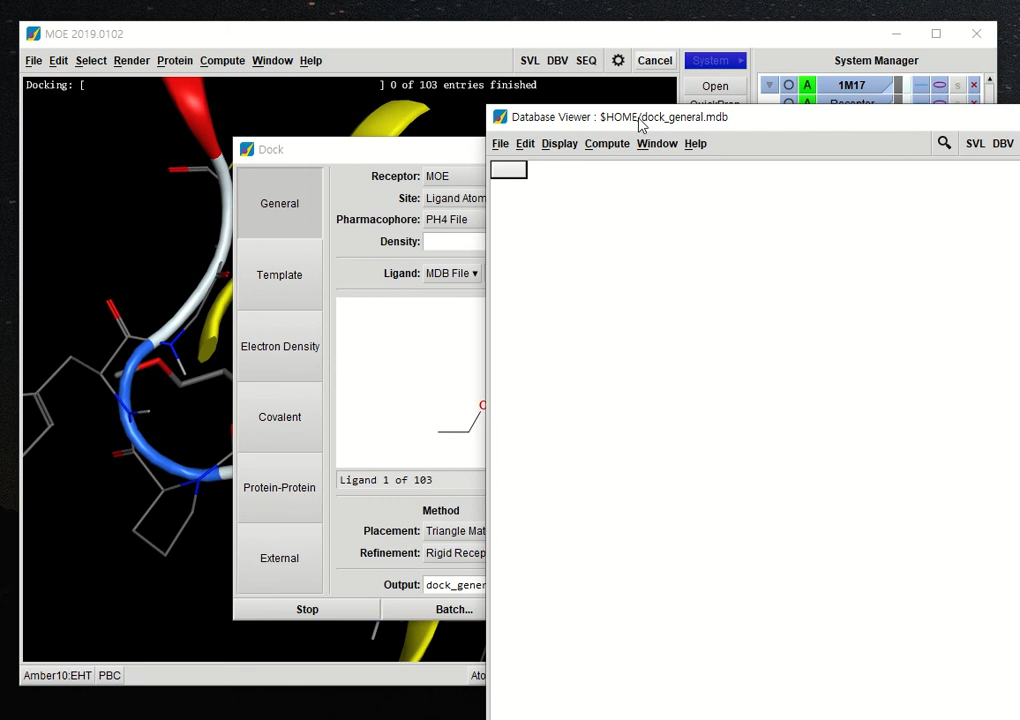 MOE 2019.0102
File Edit Select Render Protein Compute Window Help SVL DBV SEQ Cancel System System Manager
Docking: [ ] 0 of 103 entries finished
Open
A 1M17 s x
Database Viewer : $HOME/dock_general.mdb
File Edit Display Compute Window Help SVL DBV
Dock
General
Template
Electron Density
Covalent
Protein-Protein
External
Receptor: MOE
Site: Ligand Atom
Pharmacophore: PH4 File
Density:
Ligand: MDB File
Ligand 1 of 103
Method
Placement: Triangle Mat
Refinement: Rigid Recep
Output: dock_gener
Stop Batch...
Amber10:EHT PBC Ato